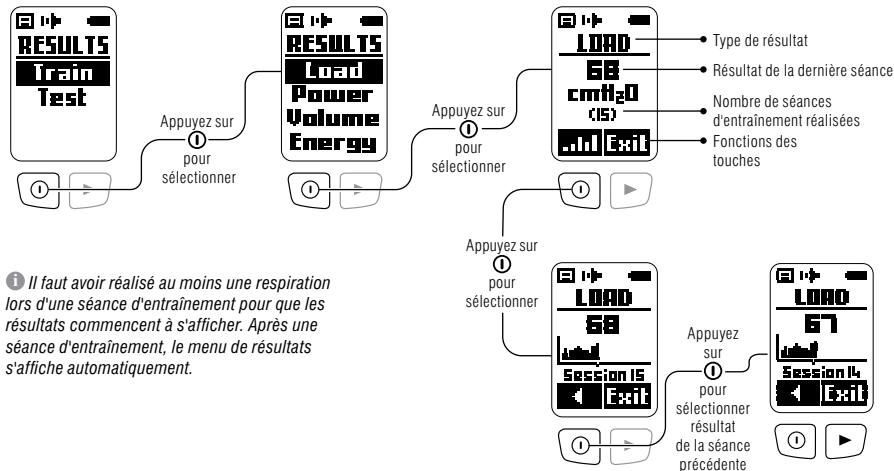 RESULTS
Train
Test
Appuyez sur
pour
sélectionner
RESULTS
Load
Power
Volume
Energy
Appuyez sur
pour
sélectionner
LOAD
68
cmH₂O
(15)
Exit
Type de résultat
Résultat de la dernière séance
Nombre de séances
d'entraînement réalisées
Fonctions des
touches
Appuyez sur
pour
sélectionner
Il faut avoir réalisé au moins une respiration
lors d'une séance d'entraînement pour que les
résultats commencent à s'afficher. Après une
séance d'entraînement, le menu de résultats
s'affiche automatiquement.
LOAD
68
Session 15
Exit
Appuyez
sur
pour
sélectionner
résultat
de la séance
précédente
LOAD
67
Session 14
Exit